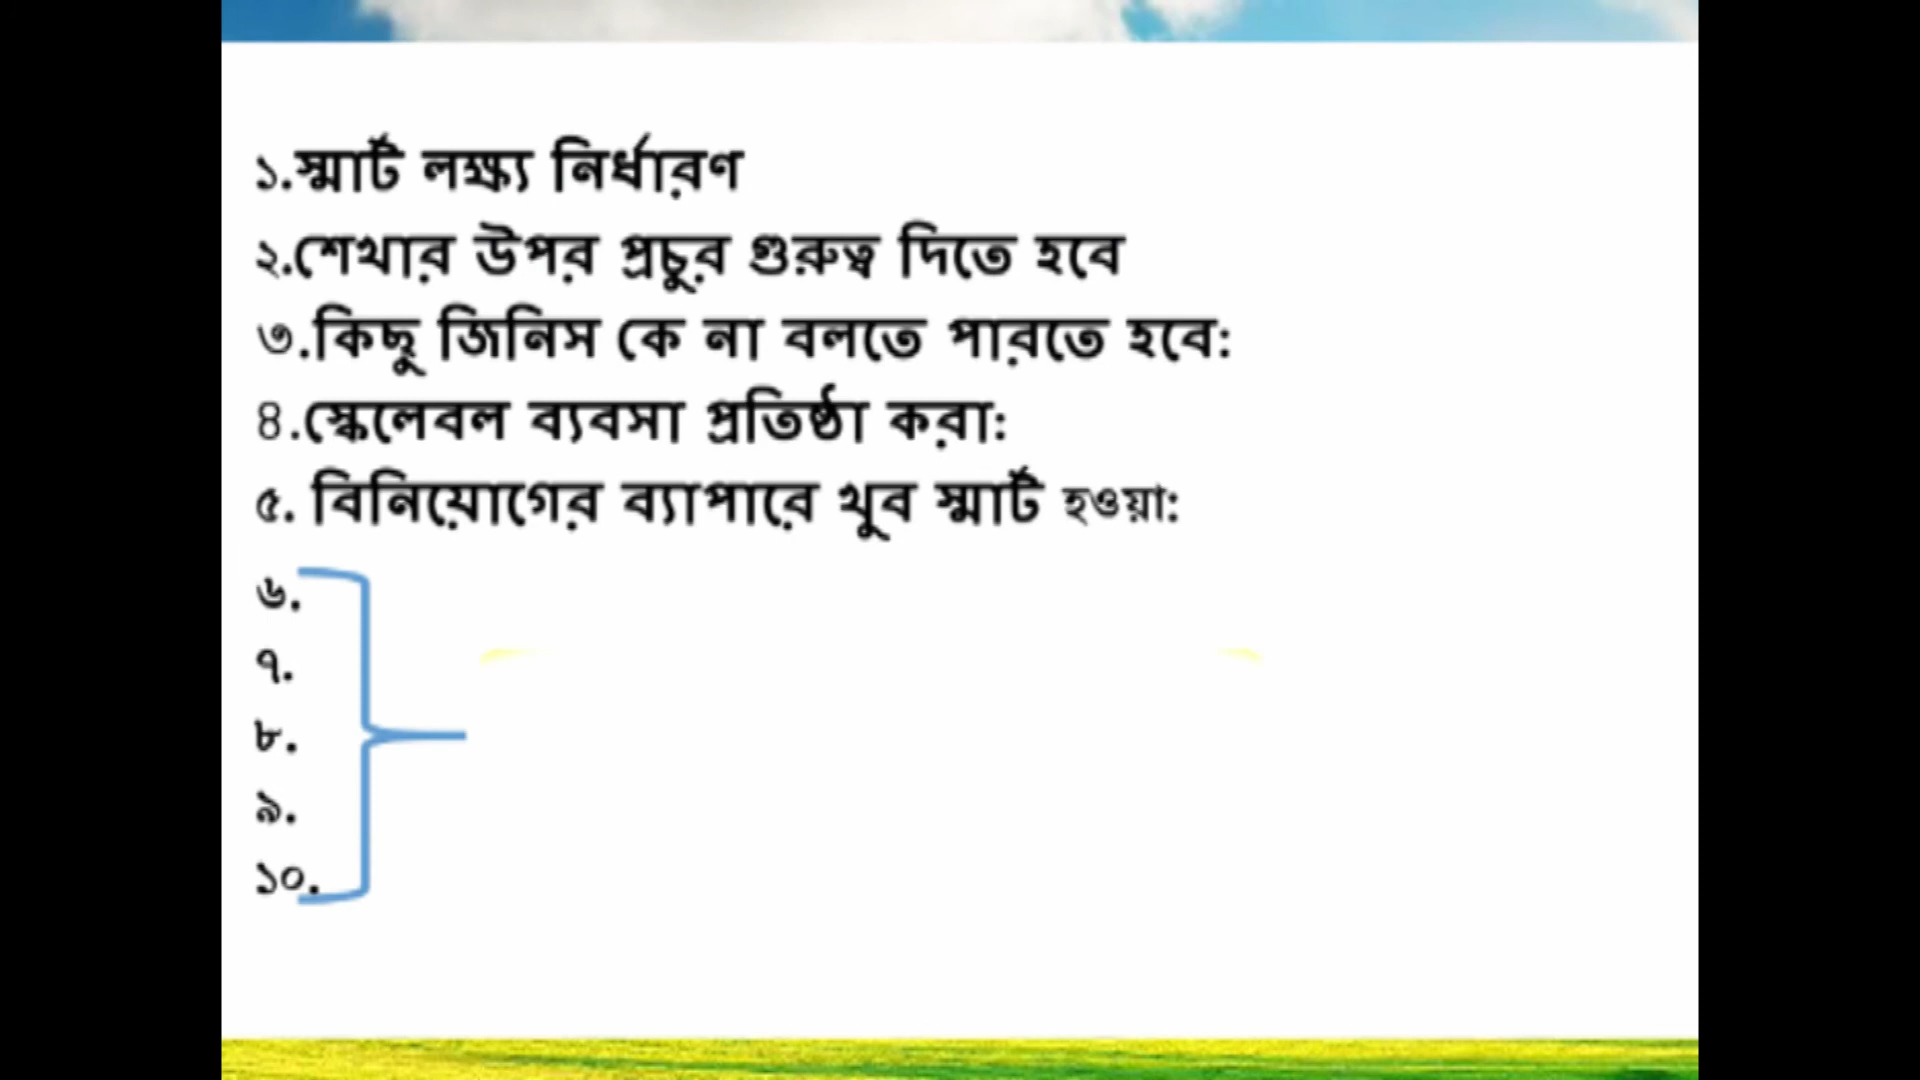 ১.স্মার্ট লক্ষ্য নির্ধারণ
২.শেখার উপর প্রচুর গুরুত্ব দিতে হবে
৩.কিছু জিনিস কে না বলতে পারতে হবে:
৪.স্কেলেবল ব্যবসা প্রতিষ্ঠা করা:
৫. বিনিয়োগের ব্যাপারে খুব স্মার্ট হওয়া:
৬.
৭.
৮.
৯.
১০.